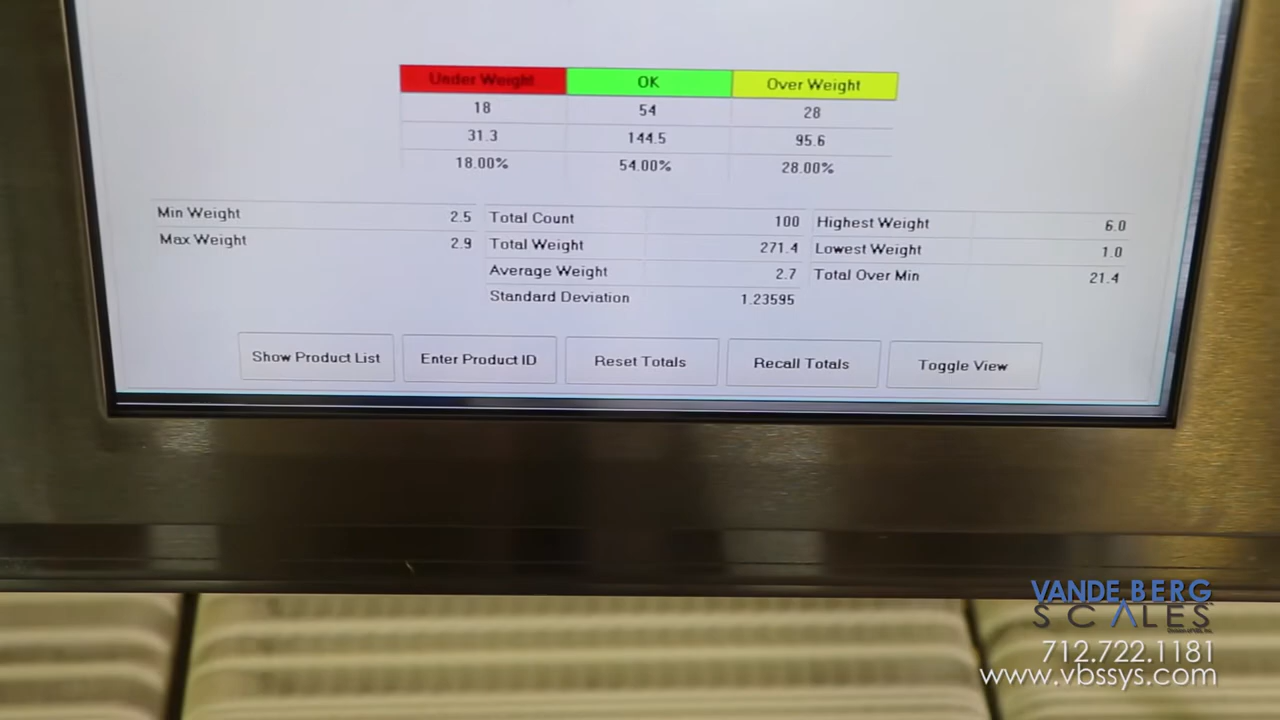 Under Weight OK Over Weight
18 54 28
31.3 144.5 95.6
18.00% 54.00% 28.00%
Min Weight 2.5 Total Count 100 Highest Weight 6.0
Max Weight 2.9 Total Weight 271.4 Lowest Weight 1.0
Average Weight 2.7 Total Over Min 21.4
Standard Deviation 1.23595
Show Product List Enter Product ID Reset Totals Recall Totals Toggle View
VANDE BERG
SCALES
712.722.1181
www.vbssys.com